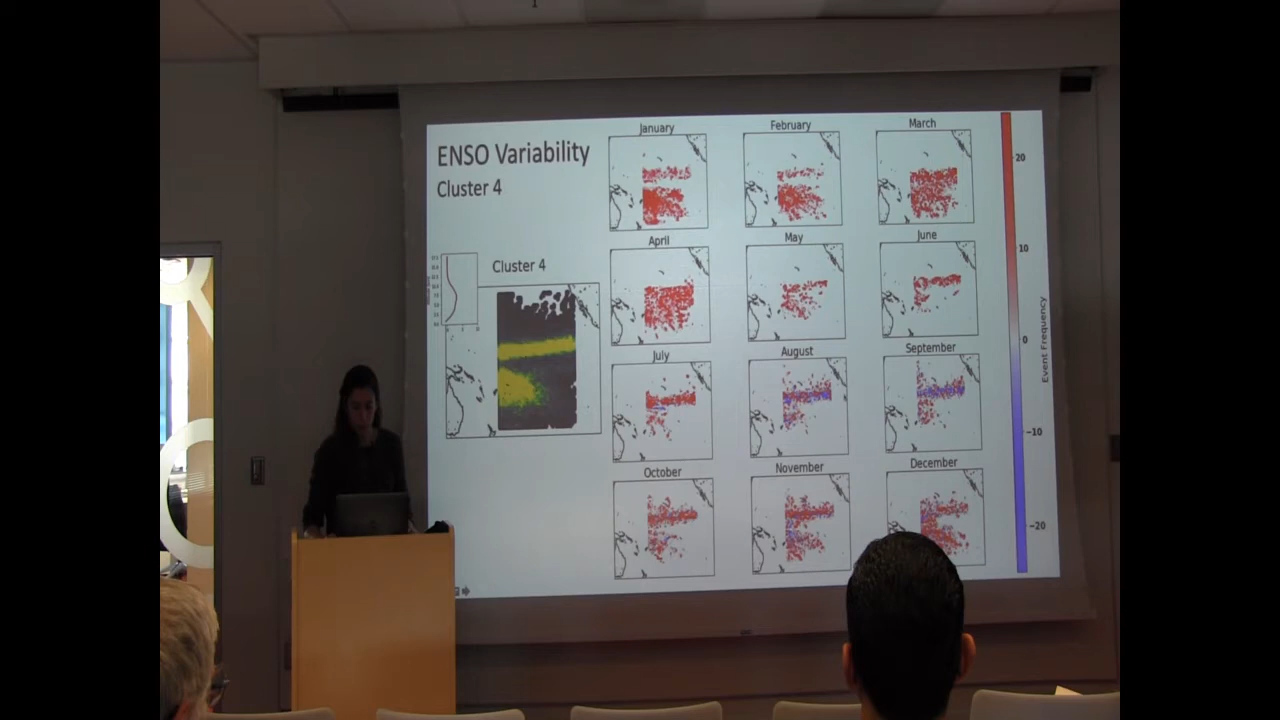 ENSO Variability
Cluster 4
Cluster 4
January
February
March
April
May
June
July
August
September
October
November
December
20
10
0
−10
−20
Event Frequency